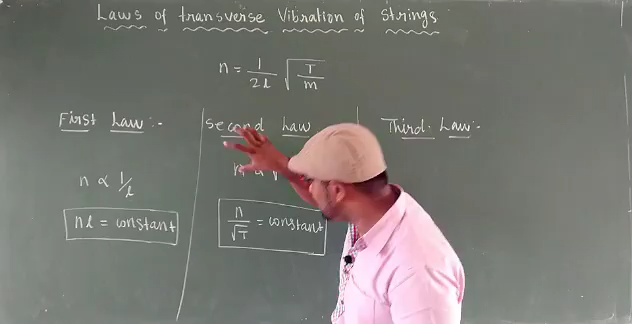 Laws of transverse Vibration of Strings
n = 1/2l √T/m
First Law:-
n ∝ 1/l
nl = constant
Second Law
n ∝ √
n/√T = constant
Third Law:-